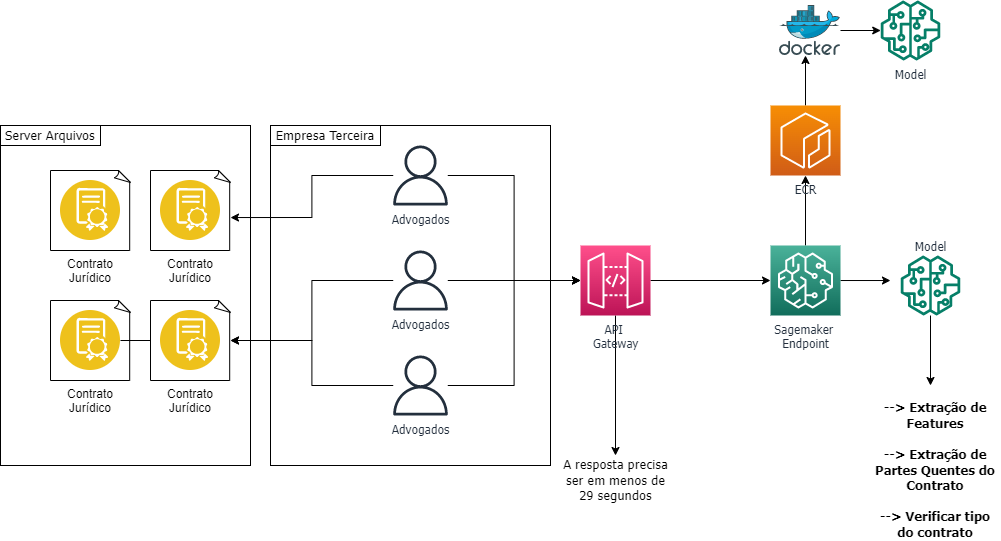 docker
Model
Server Arquivos
Empresa Terceira
ECR
Advogados
Contrato
Jurídico
Contrato
Jurídico
Advogados
Contrato
Jurídico
Contrato
Jurídico
Advogados
API
Gateway
Sagemaker
Endpoint
Model
A resposta precisa
ser em menos de
29 segundos
--> Extração de
Features
--> Extração de
Partes Quentes do
Contrato
--> Verificar tipo
do contrato